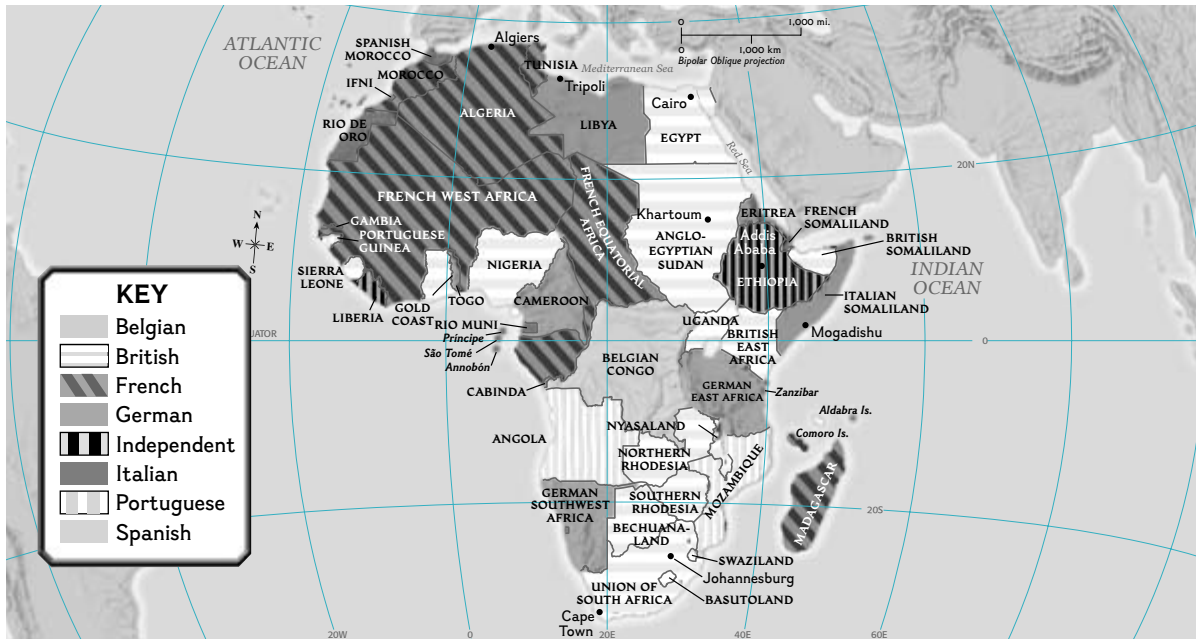 ATLANTIC
OCEAN
SPANISH
MOROCCO
Algiers
0
1,000 mi.
0
1,000 km
Bipolar Oblique projection
MOROCCO
IFNI
TUNISIA
Mediterranean Sea
Tripoli
RIO DE
ORO
ALGERIA
LIBYA
Cairo
EGYPT
Red Sea
20N
FRENCH WEST AFRICA
FRENCH EQUATORIAL
AFRICA
Khartoum
ANGLO-
EGYPTIAN
SUDAN
ERITREA
FRENCH
SOMALILAND
Addis
Ababa
ETHIOPIA
BRITISH
SOMALILAND
INDIAN
OCEAN
ITALIAN
SOMALILAND
N
W
E
S
GAMBIA
PORTUGUESE
GUINEA
SIERRA
LEONE
LIBERIA
GOLD
COAST
TOGO
NIGERIA
CAMEROON
RIO MUNI
Príncipe
São Tomé
Annobón
UATOR
0
UGANDA
BRITISH
EAST
AFRICA
Mogadishu
BELGIAN
CONGO
CABINDA
GERMAN
EAST AFRICA
Zanzibar
Aldabra Is.
Comoro Is.
ANGOLA
NYASALAND
NORTHERN
RHODESIA
MOZAMBIQUE
MADAGASCAR
GERMAN
SOUTHWEST
AFRICA
SOUTHERN
RHODESIA
20S
BECHUANA-
LAND
SWAZILAND
Johannesburg
UNION OF
SOUTH AFRICA
BASUTOLAND
Cape
Town
20W
0
20E
40E
60E
KEY
Belgian
British
French
German
Independent
Italian
Portuguese
Spanish